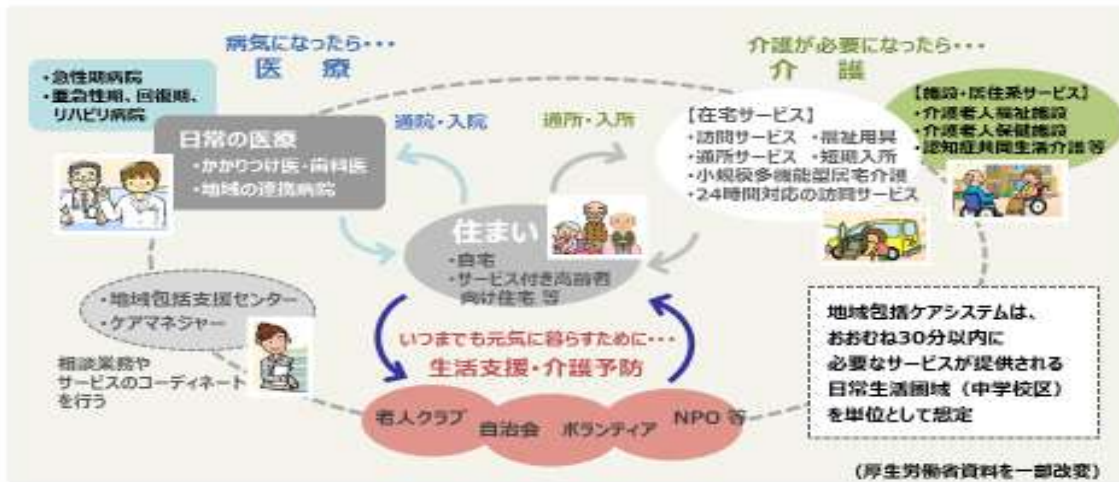 病気になったら・・・
医 療
・急性期病院
・亜急性期、回復期、
リハビリ病院
日常の医療
・かかりつけ医・歯科医
・地域の連携病院
通院・入院
通所・入所
介護が必要になったら・・・
介 護
【在宅サービス】
・訪問サービス ・福祉用具
・通所サービス ・短期入所
・小規模多機能型居宅介護
・24時間対応の訪問サービス
【施設・居住系サービス】
・介護老人福祉施設
・介護老人保健施設
・認知症共同生活介護 等
住まい
・自宅
・サービス付き高齢者
向け住宅 等
・地域包括支援センター
・ケアマネジャー
相談業務や
サービスのコーディネート
を行う
いつまでも元気に暮らすために・・・
生活支援・介護予防
老人クラブ 自治会 ボランティア NPO 等
地域包括ケアシステムは、
おおむね30分以内に
必要なサービスが提供される
日常生活圏域（中学校区）
を単位として想定
（厚生労働省資料を一部改変）